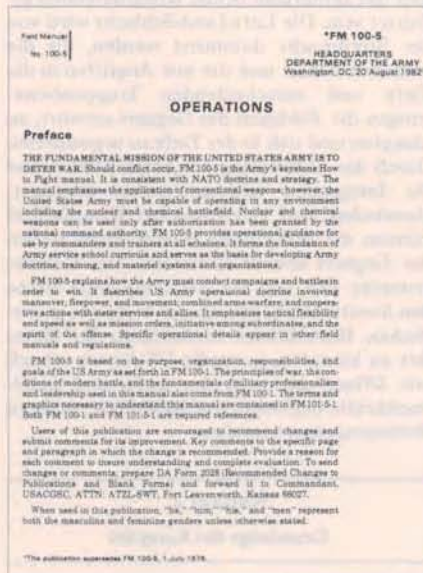 Field Manual
No. 100-5
*FM 100-5
HEADQUARTERS
DEPARTMENT OF THE ARMY
Washington, DC, 20 August 1982
OPERATIONS
Preface
THE FUNDAMENTAL MISSION OF THE UNITED STATES ARMY IS TO
DETER WAR. Should conflict occur, FM 100-5 is the Army's keystone How
to Fight manual. It is consistent with NATO doctrine and strategy. The
manual emphasizes the application of conventional weapons; however, the
United States Army must be capable of operating in any environment
including the nuclear and chemical battlefield. Nuclear and chemical
weapons can be used only after authorization has been granted by the
national command authority. FM 100-5 provides operational guidance for
use by commanders and trainers at all echelons. It forms the foundation of
Army service school curricula and serves as the basis for developing Army
doctrine, training, and materiel systems and organizations.
FM 100-5 explains how the Army must conduct campaigns and battles in
order to win. It describes US Army operational doctrine involving
maneuver, firepower, and movement; combined arms warfare; and coopera-
tive actions with sister services and allies. It emphasizes tactical flexibility
and speed as well as mission orders, initiative among subordinates, and the
spirit of the offense. Specific operational details appear in other field
manuals and regulations.
FM 100-5 is based on the purpose, organization, responsibilities, and
goals of the US Army as set forth in FM 100-1. The principles of war, the con-
ditions of modern battle, and the fundamentals of military professionalism
and leadership used in this manual also come from FM 100-1. The terms and
graphics necessary to understand this manual are contained in FM 101-5-1.
Both FM 100-1 and FM 101-5-1 are required references.
Users of this publication are encouraged to recommend changes and
submit comments for its improvement. Key comments to the specific page
and paragraph in which the change is recommended. Provide a reason for
each comment to insure understanding and complete evaluation. To send
changes or comments, prepare DA Form 2028 (Recommended Changes to
Publications and Blank Forms) and forward it to Commandant,
USACGSC, ATTN: ATZL-SWT, Fort Leavenworth, Kansas 66027.
When used in this publication, "he," "him," "his," and "men" represent
both the masculine and feminine genders unless otherwise stated.
*This publication supersedes FM 100-5, 1 July 1976.